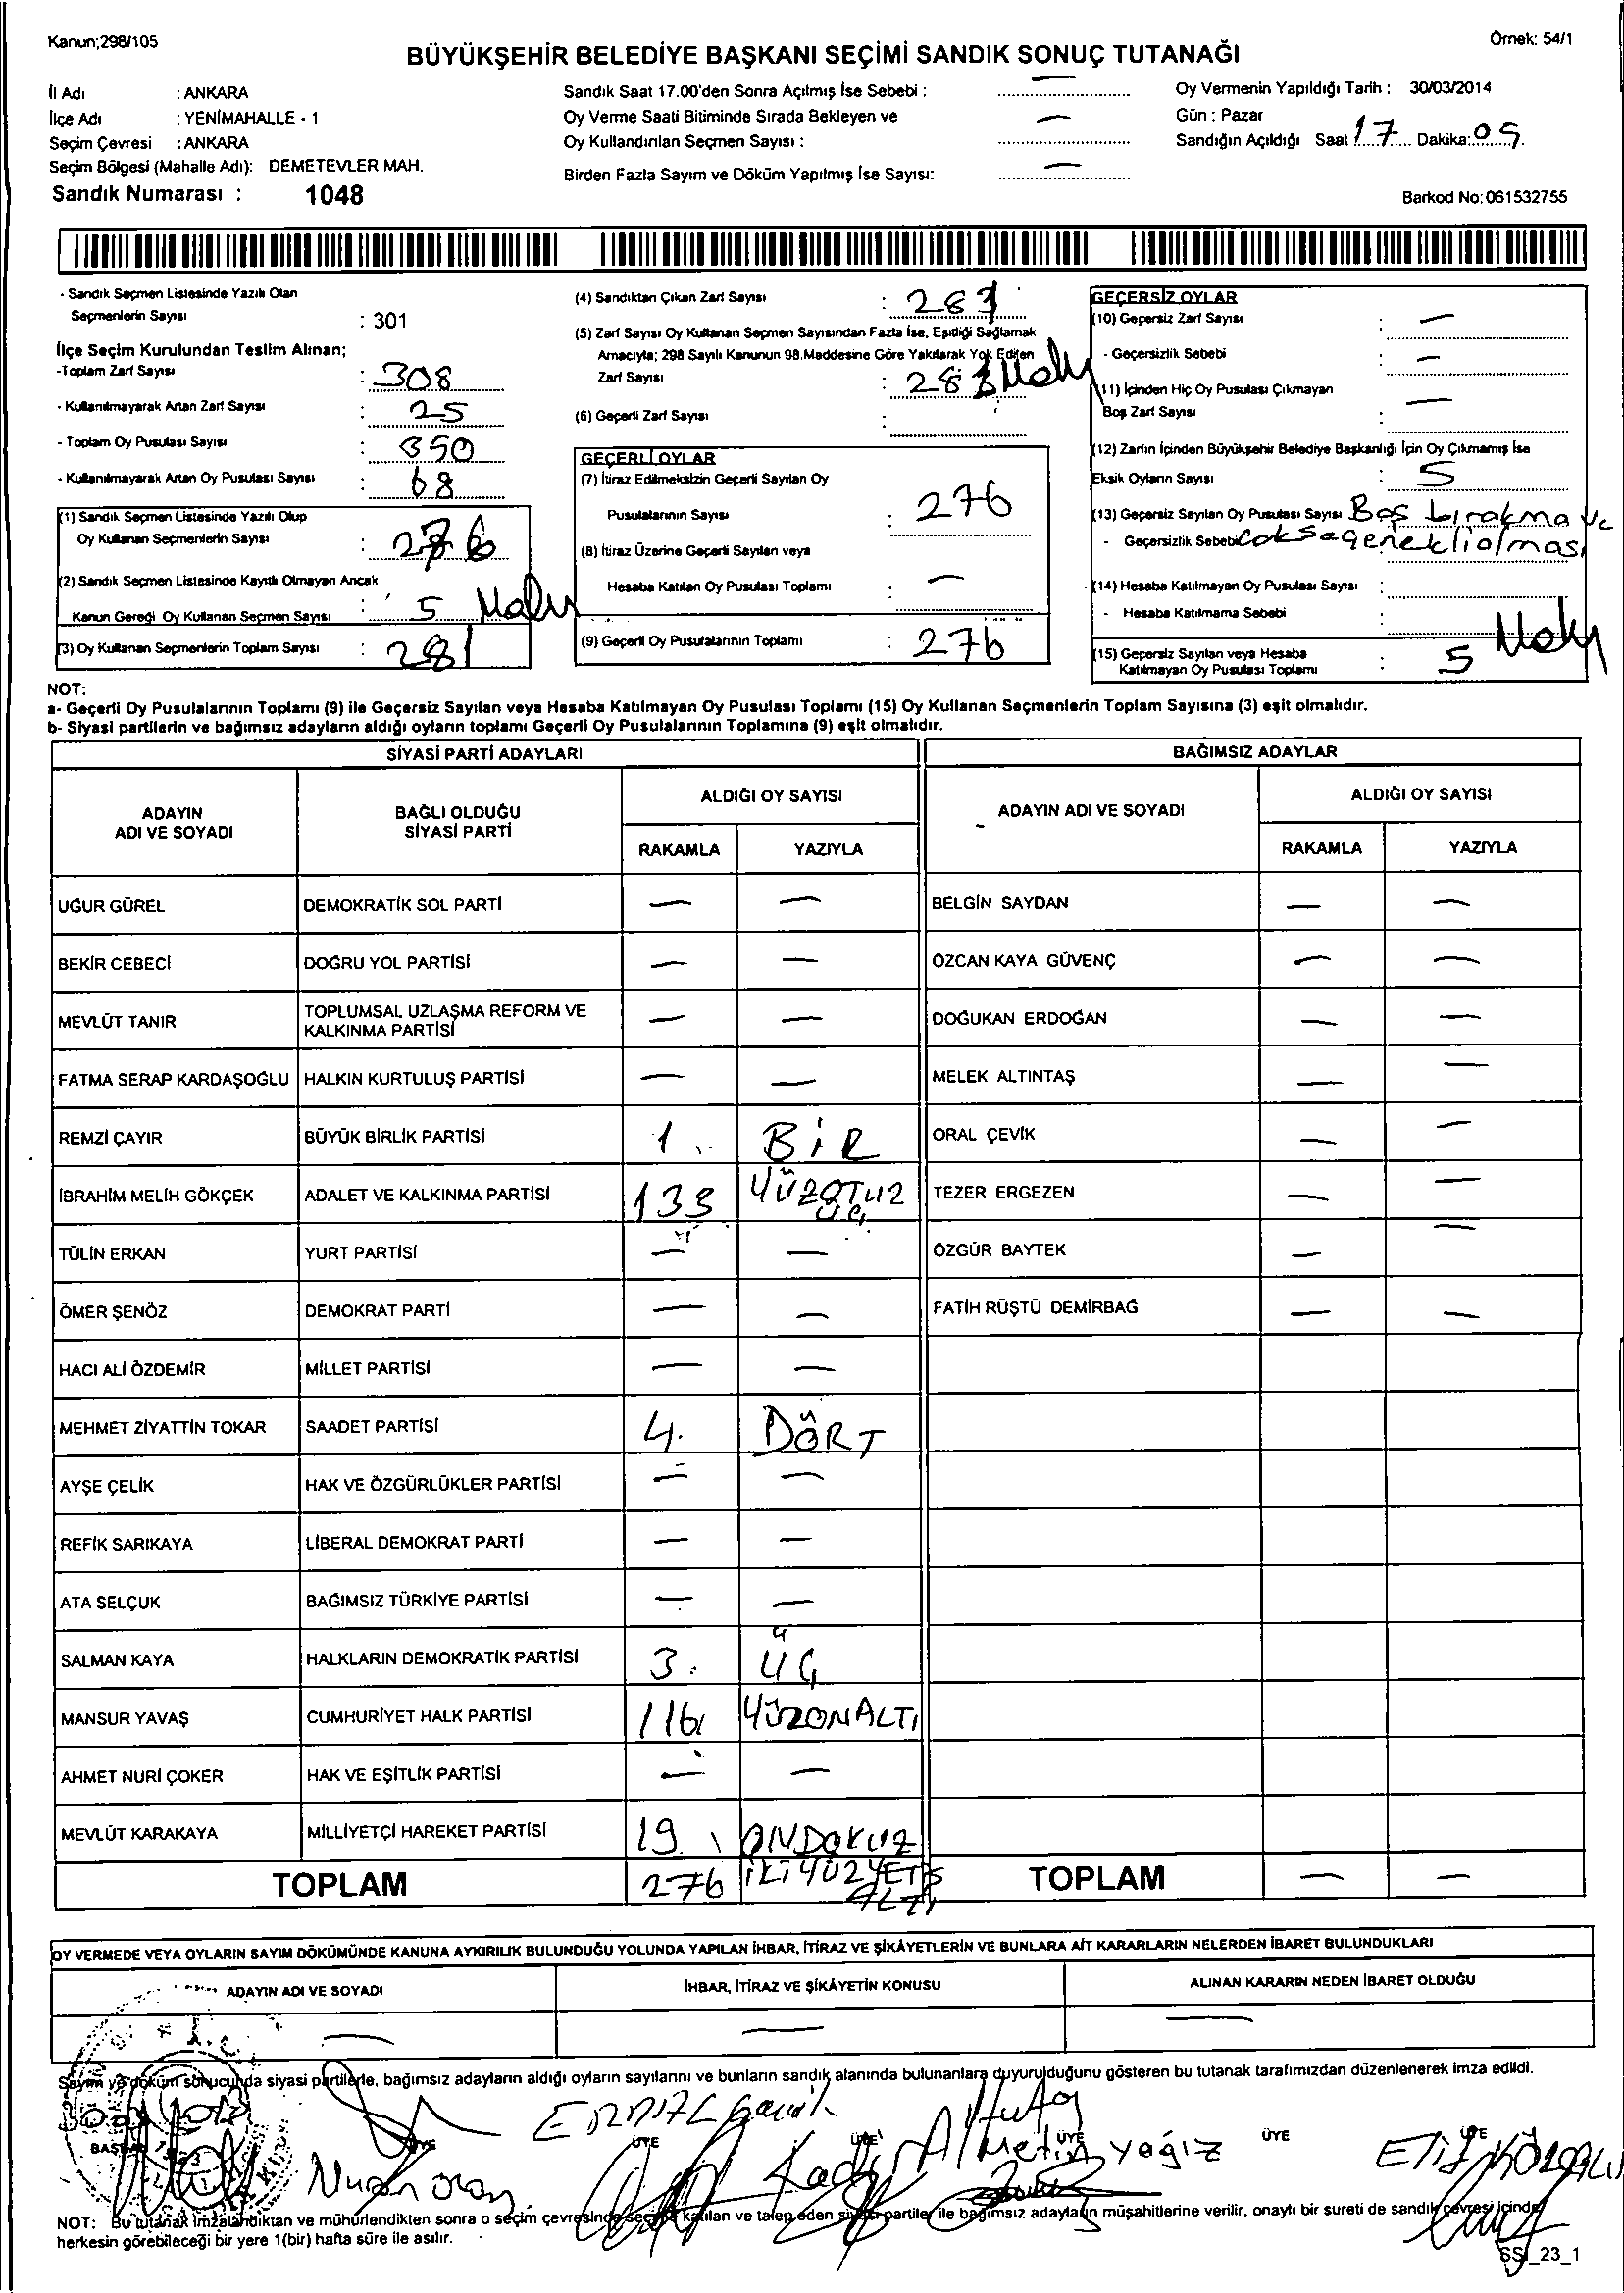 Kanun;298/105
Örnek: 54/1
BÜYÜKŞEHİR BELEDİYE BAŞKANI SEÇİMİ SANDIK SONUÇ TUTANAĞI
İl Adı : ANKARA
İlçe Adı : YENİMAHALLE - 1
Seçim Çevresi : ANKARA
Seçim Bölgesi (Mahalle Adı): DEMETEVLER MAH.
Sandık Numarası : 1048
Sandık Saat 17.00'den Sonra Açılmış İse Sebebi : —
Oy Verme Saati Bitiminde Sırada Bekleyen ve
Oy Kullandırılan Seçmen Sayısı : —
Birden Fazla Sayım ve Döküm Yapılmış İse Sayısı: —
Oy Vermenin Yapıldığı Tarih : 30/03/2014
Gün : Pazar
Sandığın Açıldığı Saat 17 Dakika: 05
Barkod No: 061532755
- Sandık Seçmen Listesinde Yazılı Olan
Seçmenlerin Sayısı : 301
İlçe Seçim Kurulundan Teslim Alınan;
-Toplam Zarf Sayısı : 308
- Kullanılmayarak Artan Zarf Sayısı : 25
- Toplam Oy Pusulası Sayısı : 350
- Kullanılmayarak Artan Oy Pusulası Sayısı : 68
(1) Sandık Seçmen Listesinde Yazılı Olup
Oy Kullanan Seçmenlerin Sayısı : 276
(2) Sandık Seçmen Listesinde Kayıtlı Olmayan Ancak
Kanun Gereği Oy Kullanan Seçmen Sayısı : 5
(3) Oy Kullanan Seçmenlerin Toplam Sayısı : 281
(4) Sandıktan Çıkan Zarf Sayısı : 283
(5) Zarf Sayısı Oy Kullanan Seçmen Sayısından Fazla İse, Eşitliği Sağlamak
Amacıyla; 298 Sayılı Kanunun 98.Maddesine Göre Yakılarak Yok Edilen
Zarf Sayısı : 283
(6) Geçerli Zarf Sayısı :
GEÇERLİ OYLAR
(7) İtiraz Edilmeksizin Geçerli Sayılan Oy
Pusulalarının Sayısı : 276
(8) İtiraz Üzerine Geçerli Sayılan veya
Hesaba Katılan Oy Pusulası Toplamı : —
(9) Geçerli Oy Pusulalarının Toplamı : 276
GEÇERSİZ OYLAR
(10) Geçersiz Zarf Sayısı : —
- Geçersizlik Sebebi : —
(11) İçinden Hiç Oy Pusulası Çıkmayan
Boş Zarf Sayısı : —
(12) Zarfın İçinden Büyükşehir Belediye Başkanlığı İçin Oy Çıkmamış İse
Eksik Oyların Sayısı : 5
(13) Geçersiz Sayılan Oy Pusulası Sayısı Boş bırakma ve
- Geçersizlik Sebebi Çok seçenekli olması
(14) Hesaba Katılmayan Oy Pusulası Sayısı :
- Hesaba Katılmama Sebebi
(15) Geçersiz Sayılan veya Hesaba
Katılmayan Oy Pusulası Toplamı : 5
NOT:
a- Geçerli Oy Pusulalarının Toplamı (9) ile Geçersiz Sayılan veya Hesaba Katılmayan Oy Pusulası Toplamı (15) Oy Kullanan Seçmenlerin Toplam Sayısına (3) eşit olmalıdır.
b- Siyasi partilerin ve bağımsız adayların aldığı oyların toplamı Geçerli Oy Pusulalarının Toplamına (9) eşit olmalıdır.
SİYASİ PARTİ ADAYLARI
BAĞIMSIZ ADAYLAR
ADAYIN ADI VE SOYADI
BAĞLI OLDUĞU SİYASİ PARTİ
ALDIĞI OY SAYISI
RAKAMLA YAZIYLA
ADAYIN ADI VE SOYADI
ALDIĞI OY SAYISI
RAKAMLA YAZIYLA
UĞUR GÜREL DEMOKRATİK SOL PARTİ — — BELGİN SAYDAN — —
BEKİR CEBECİ DOĞRU YOL PARTİSİ — — ÖZCAN KAYA GÜVENÇ — —
MEVLÜT TANIR TOPLUMSAL UZLAŞMA REFORM VE KALKINMA PARTİSİ — — DOĞUKAN ERDOĞAN — —
FATMA SERAP KARDAŞOĞLU HALKIN KURTULUŞ PARTİSİ — — MELEK ALTINTAŞ — —
REMZİ ÇAYIR BÜYÜK BİRLİK PARTİSİ 1 BİR ORAL ÇEVİK — —
İBRAHİM MELİH GÖKÇEK ADALET VE KALKINMA PARTİSİ 133 YÜZOTUZ ÜÇ TEZER ERGEZEN — —
TÜLİN ERKAN YURT PARTİSİ — — ÖZGÜR BAYTEK — —
ÖMER ŞENÖZ DEMOKRAT PARTİ — — FATİH RÜŞTÜ DEMİRBAĞ — —
HACI ALİ ÖZDEMİR MİLLET PARTİSİ — —
MEHMET ZİYATTİN TOKAR SAADET PARTİSİ 4. DÖRT
AYŞE ÇELİK HAK VE ÖZGÜRLÜKLER PARTİSİ — —
REFİK SARIKAYA LİBERAL DEMOKRAT PARTİ — —
ATA SELÇUK BAĞIMSIZ TÜRKİYE PARTİSİ — —
SALMAN KAYA HALKLARIN DEMOKRATİK PARTİSİ 3. ÜÇ
MANSUR YAVAŞ CUMHURİYET HALK PARTİSİ 116 YÜZONALTI
AHMET NURİ ÇOKER HAK VE EŞİTLİK PARTİSİ — —
MEVLÜT KARAKAYA MİLLİYETÇİ HAREKET PARTİSİ 19 ONDOKUZ
TOPLAM 276 İKİYÜZYETMİŞ ALTI TOPLAM — —
OY VERMEDE VEYA OYLARIN SAYIM DÖKÜMÜNDE KANUNA AYKIRILIK BULUNDUĞU YOLUNDA YAPILAN İHBAR, İTİRAZ VE ŞİKÂYETLERİN VE BUNLARA AİT KARARLARIN NELERDEN İBARET BULUNDUKLARI
ADAYIN ADI VE SOYADI İHBAR, İTİRAZ VE ŞİKÂYETİN KONUSU ALINAN KARARIN NEDEN İBARET OLDUĞU
— — —
Sayım ve döküm sonucunda siyasi partilerle, bağımsız adayların aldığı oyların sayılarını ve bunların sandık alanında bulunanlara duyurulduğunu gösteren bu tutanak tarafımızdan düzenlenerek imza edildi.
BAŞKAN ÜYE ÜYE ÜYE ÜYE ÜYE ÜYE
Metin Yağız
Elif
NOT: Bu tutanak imzalandıktan ve mühürlendikten sonra o seçim çevresinde seçime katılan ve talep eden siyasi partiler ile bağımsız adayların müşahitlerine verilir, onaylı bir sureti de sandık çevresi içinde
herkesin görebileceği bir yere 1(bir) hafta süre ile asılır.
SSI_23_1